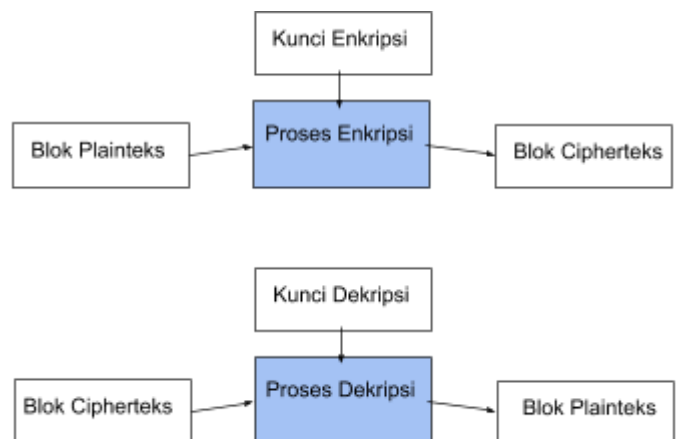 Kunci Enkripsi
Proses Enkripsi
Blok Plainteks
Blok Cipherteks
Kunci Dekripsi
Proses Dekripsi
Blok Cipherteks
Blok Plainteks